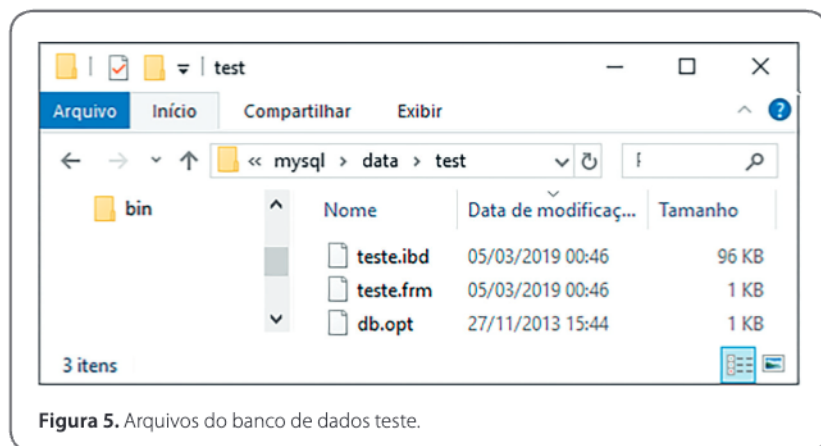 test
Arquivo Início Compartilhar Exibir
« mysql > data > test
bin
Nome Data de modificaç... Tamanho
teste.ibd 05/03/2019 00:46 96 KB
teste.frm 05/03/2019 00:46 1 KB
db.opt 27/11/2013 15:44 1 KB
3 itens
Figura 5. Arquivos do banco de dados teste.